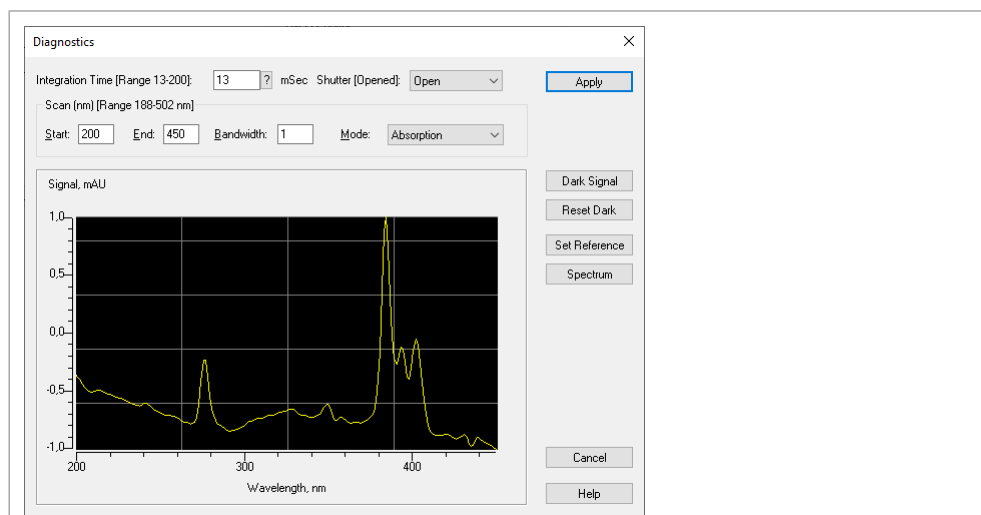 Diagnostics
Integration Time [Range 13-200]: 13 ? mSec Shutter [Opened]: Open Apply
Scan (nm) [Range 188-502 nm]
Start: 200 End: 450 Bandwidth: 1 Mode: Absorption
Signal, mAU
Dark Signal
Reset Dark
Set Reference
Spectrum
1,0
0,5
0,0
-0,5
-1,0
200 300 400
Wavelength, nm
Cancel
Help